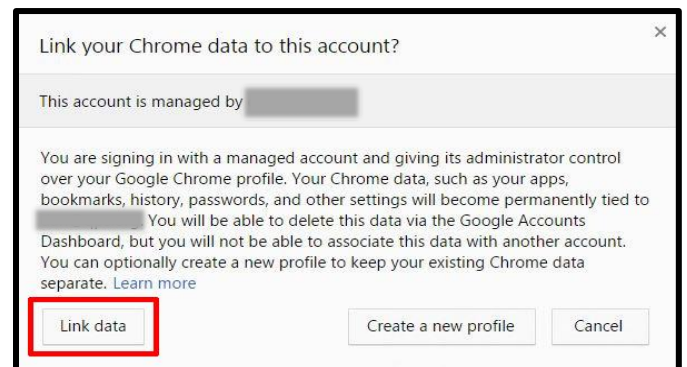 Link your Chrome data to this account?
This account is managed by
You are signing in with a managed account and giving its administrator control
over your Google Chrome profile. Your Chrome data, such as your apps,
bookmarks, history, passwords, and other settings will become permanently tied to
You will be able to delete this data via the Google Accounts
Dashboard, but you will not be able to associate this data with another account.
You can optionally create a new profile to keep your existing Chrome data
separate. Learn more
Link data Create a new profile Cancel